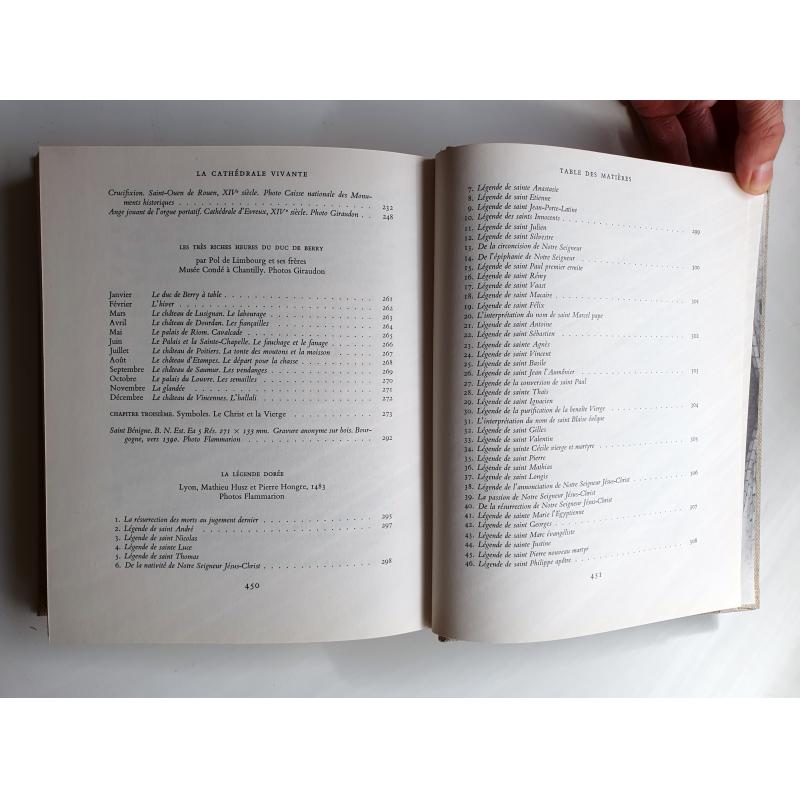 LA CATHÉDRALE VIVANTE
Crucifixion. Saint-Ouen de Rouen, XIVe siècle. Photo Caisse nationale des Monu-
ments historiques . . . . . . . . . . . . . . . . . . . . . . 232
Ange jouant de l'orgue portatif. Cathédrale d'Evreux, XIVe siècle. Photo Giraudon . . 248
LES TRÈS RICHES HEURES DU DUC DE BERRY
par Pol de Limbourg et ses frères
Musée Condé à Chantilly. Photos Giraudon
Janvier Le duc de Berry à table . . . . . . . . . . . . . . 261
Février L'hiver . . . . . . . . . . . . . . . . . . 262
Mars Le château de Lusignan. Le labourage . . . . . . . . . . 263
Avril Le château de Dourdan. Les fiançailles . . . . . . . . . . 264
Mai Le palais de Riom. Cavalcade . . . . . . . . . . . . 265
Juin Le Palais et la Sainte-Chapelle. Le fauchage et le fanage . . . . 266
Juillet Le château de Poitiers. La tonte des moutons et la moisson . . . . 267
Août Le château d'Etampes. Le départ pour la chasse . . . . . . . 268
Septembre Le château de Saumur. Les vendanges . . . . . . . . . . 269
Octobre Le palais du Louvre. Les semailles . . . . . . . . . . . 270
Novembre La glandée . . . . . . . . . . . . . . . . . 271
Décembre Le château de Vincennes. L'hallali . . . . . . . . . . . 272
CHAPITRE TROISIÈME. Symboles. Le Christ et la Vierge . . . . . . . . . 273
Saint Bénigne. B. N. Est. Ea 5 Rés. 271 × 133 mm. Gravure anonyme sur bois. Bour-
gogne, vers 1390. Photo Flammarion . . . . . . . . . . . . . . 292
LA LÉGENDE DORÉE
Lyon, Mathieu Husz et Pierre Hongre, 1483
Photos Flammarion
1. La résurrection des morts au jugement dernier . . . . . . . . . . 295
2. Légende de saint André . . . . . . . . . . . . . . . . 297
3. Légende de saint Nicolas
4. Légende de sainte Luce
5. Légende de saint Thomas
6. De la nativité de Notre Seigneur Jésus-Christ . . . . . . . . . . 298
450
TABLE DES MATIÈRES
7. Légende de sainte Anastasie
8. Légende de saint Etienne
9. Légende de saint Jean-Porte-Latine
10. Légende des saints Innocents . . . . . . . . . . . . . .
11. Légende de saint Julien . . . . . . . . . . . . . . . 299
12. Légende de saint Silvestre
13. De la circoncision de Notre Seigneur
14. De l'épiphanie de Notre Seigneur . . . . . . . . . . . .
15. Légende de saint Paul premier ermite . . . . . . . . . . . 300
16. Légende de saint Rémy
17. Légende de saint Vaast
18. Légende de saint Macaire . . . . . . . . . . . . . . 301
19. Légende de saint Félix
20. L'interprétation du nom de saint Marcel pape
21. Légende de saint Antoine
22. Légende de saint Sébastien . . . . . . . . . . . . . . 302
23. Légende de sainte Agnès
24. Légende de saint Vincent
25. Légende de saint Basile
26. Légende de saint Jean l'Aumônier . . . . . . . . . . . . 303
27. Légende de la conversion de saint Paul
28. Légende de sainte Thaïs
29. Légende de saint Ignacien
30. Légende de la purification de la benoîte Vierge . . . . . . . . 304
31. L'interprétation du nom de saint Blaise évêque
32. Légende de saint Gilles
33. Légende de saint Valentin
34. Légende de sainte Cécile vierge et martyre . . . . . . . . . 305
35. Légende de saint Pierre
36. Légende de saint Mathias
37. Légende de saint Longis
38. Légende de l'annonciation de Notre Seigneur Jésus-Christ . . . . . 306
39. La passion de Notre Seigneur Jésus-Christ
40. De la résurrection de Notre Seigneur Jésus-Christ
41. Légende de sainte Marie l'Egyptienne . . . . . . . . . . . 307
42. Légende de saint Georges
43. Légende de saint Marc évangéliste
44. Légende de sainte Justine
45. Légende de saint Pierre nouveau martyr . . . . . . . . . . 308
46. Légende de saint Philippe apôtre . . . . . . . . . . . .
451